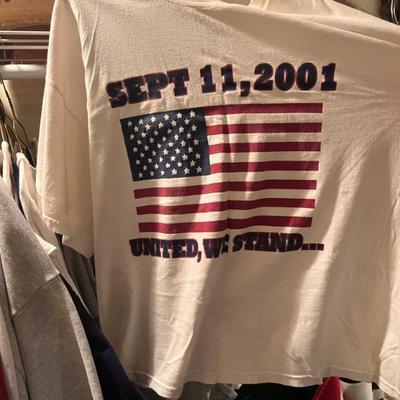 SEPT 11,2001
UNITED, WE STAND...